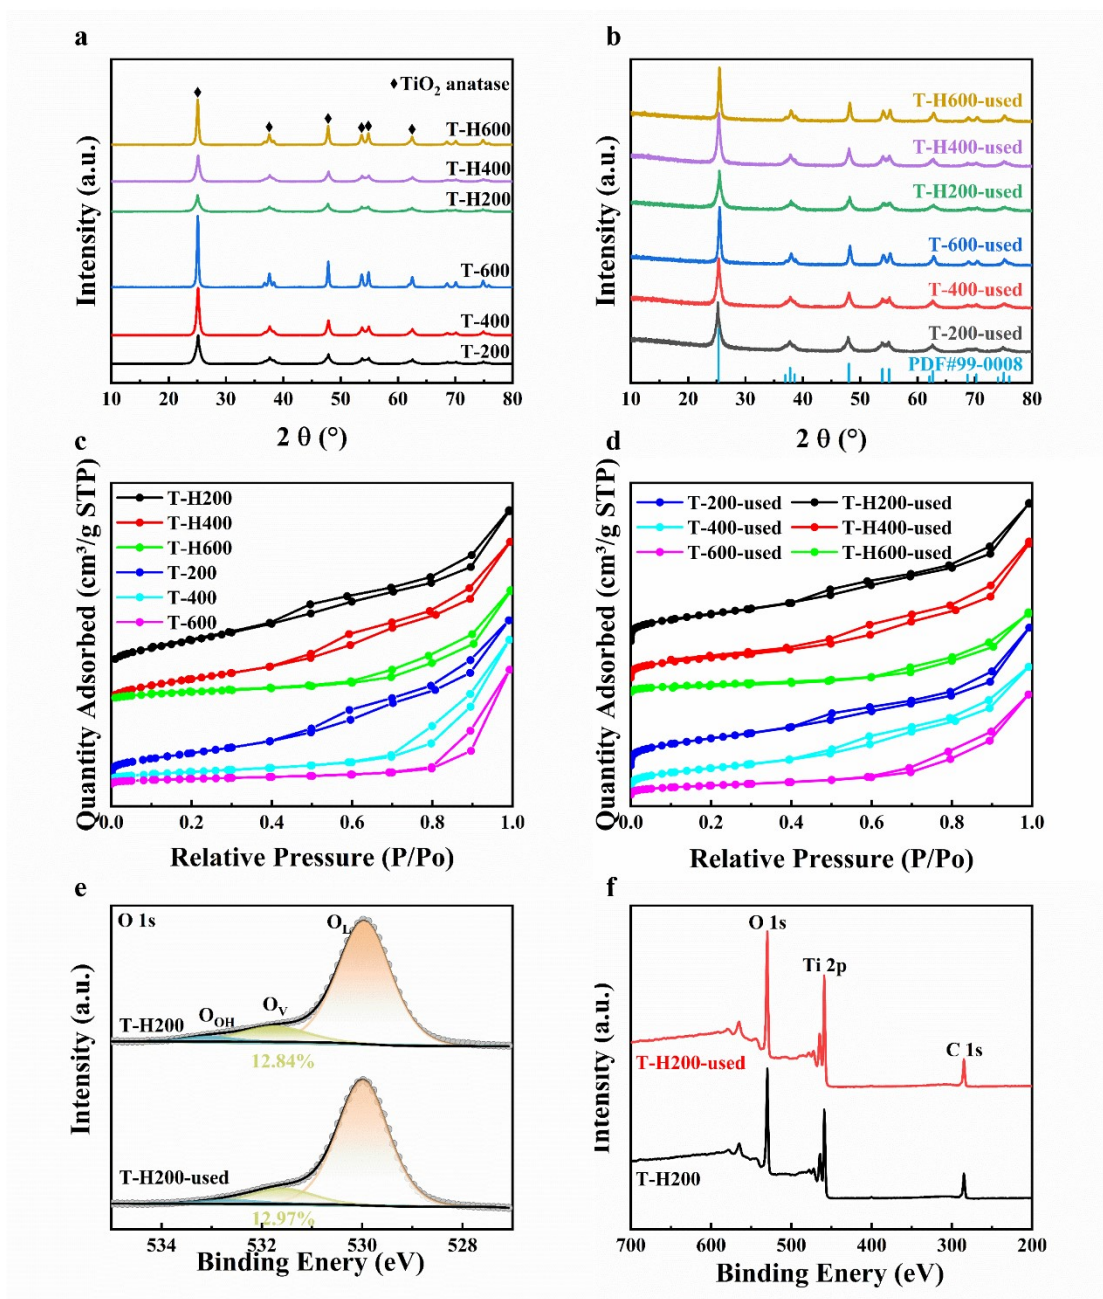 a
Intensity (a.u.)
♦TiO₂ anatase
T-H600
T-H400
T-H200
T-600
T-400
T-200
10 20 30 40 50 60 70 80
2 θ (°)
b
Intensity (a.u.)
T-H600-used
T-H400-used
T-H200-used
T-600-used
T-400-used
T-200-used
PDF#99-0008
10 20 30 40 50 60 70 80
2 θ (°)
c
Quantity Adsorbed (cm³/g STP)
T-H200
T-H400
T-H600
T-200
T-400
T-600
0.0 0.2 0.4 0.6 0.8 1.0
Relative Pressure (P/Po)
d
Quantity Adsorbed (cm³/g STP)
T-200-used T-H200-used
T-400-used T-H400-used
T-600-used T-H600-used
0.0 0.2 0.4 0.6 0.8 1.0
Relative Pressure (P/Po)
e
Intensity (a.u.)
O 1s
O_L
O_V
O_OH
T-H200
12.84%
T-H200-used
12.97%
534 532 530 528
Binding Enery (eV)
f
Intensity (a.u.)
O 1s
Ti 2p
C 1s
T-H200-used
T-H200
700 600 500 400 300 200
Binding Enery (eV)